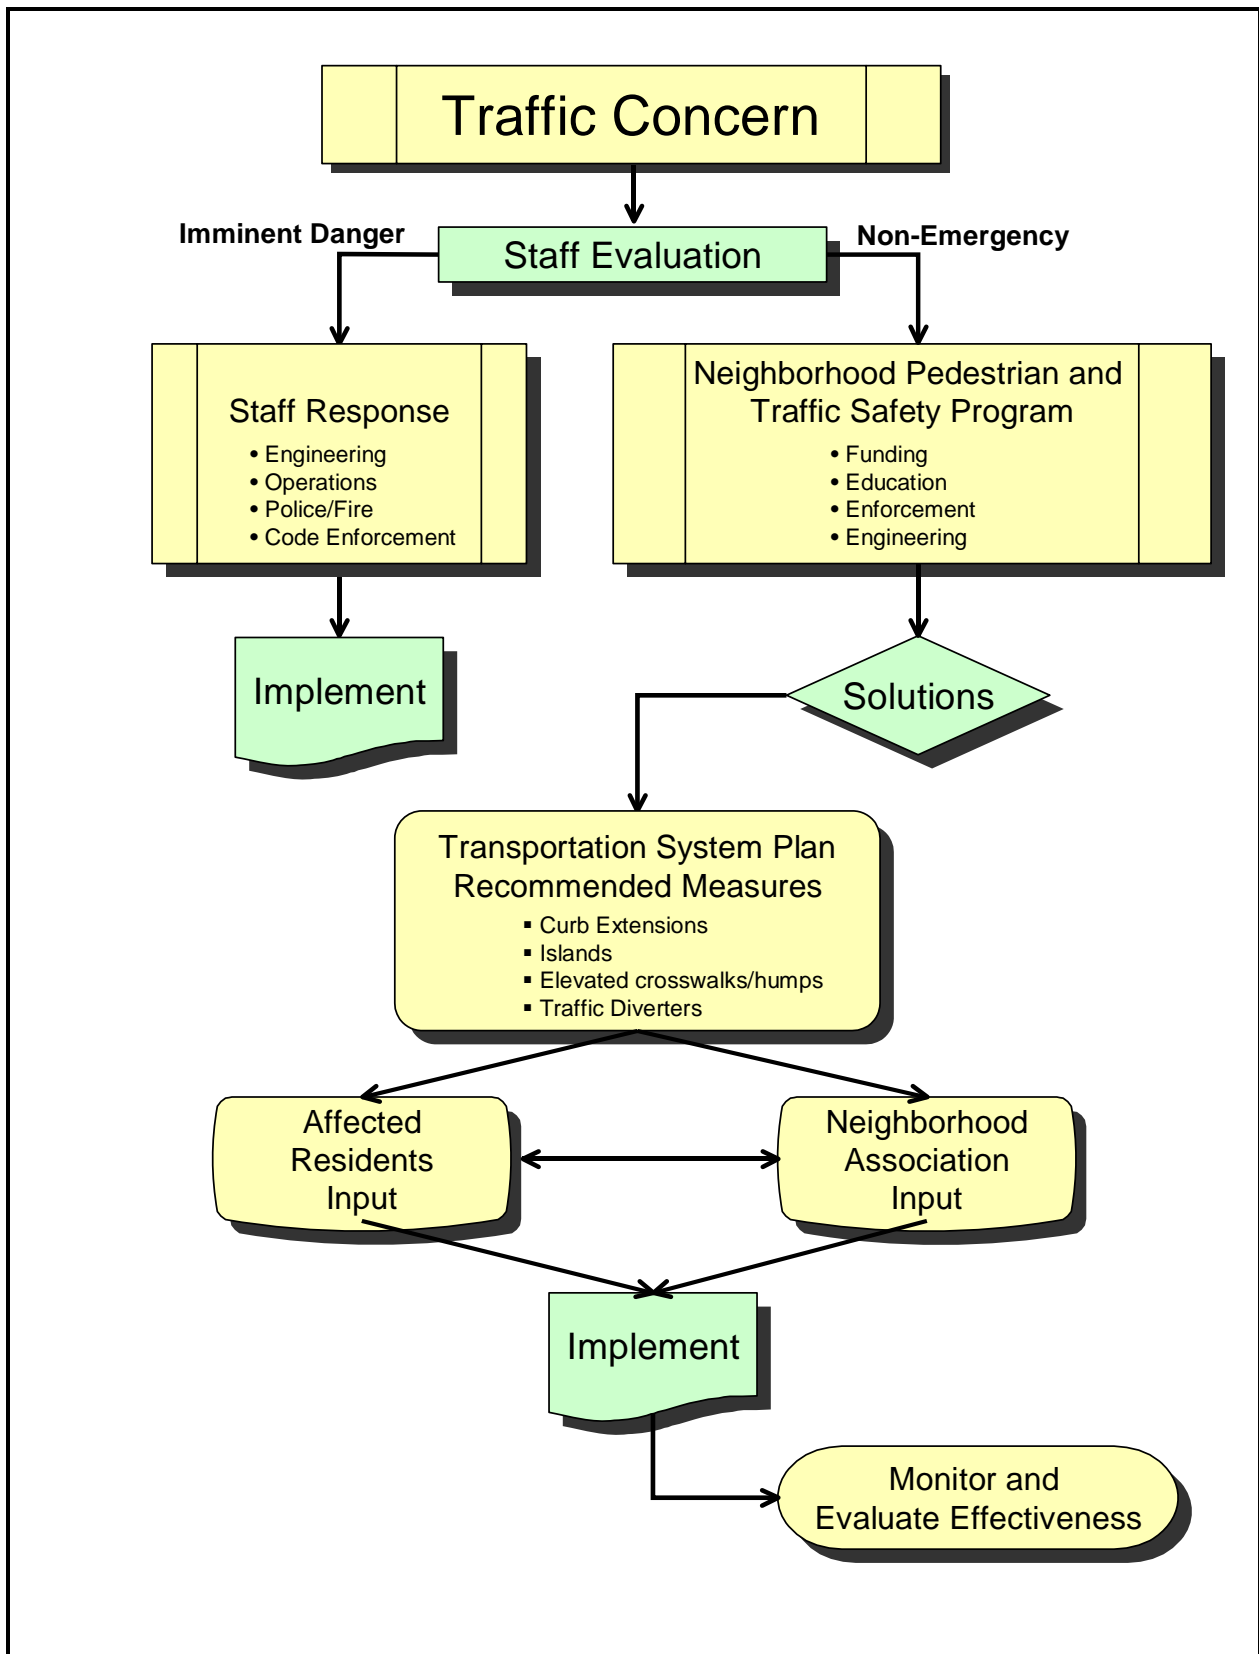 Traffic Concern
Imminent Danger
Staff Evaluation
Non-Emergency
Staff Response
• Engineering
• Operations
• Police/Fire
• Code Enforcement
Neighborhood Pedestrian and
Traffic Safety Program
• Funding
• Education
• Enforcement
• Engineering
Implement
Solutions
Transportation System Plan
Recommended Measures
▪ Curb Extensions
▪ Islands
▪ Elevated crosswalks/humps
▪ Traffic Diverters
Affected
Residents
Input
Neighborhood
Association
Input
Implement
Monitor and
Evaluate Effectiveness